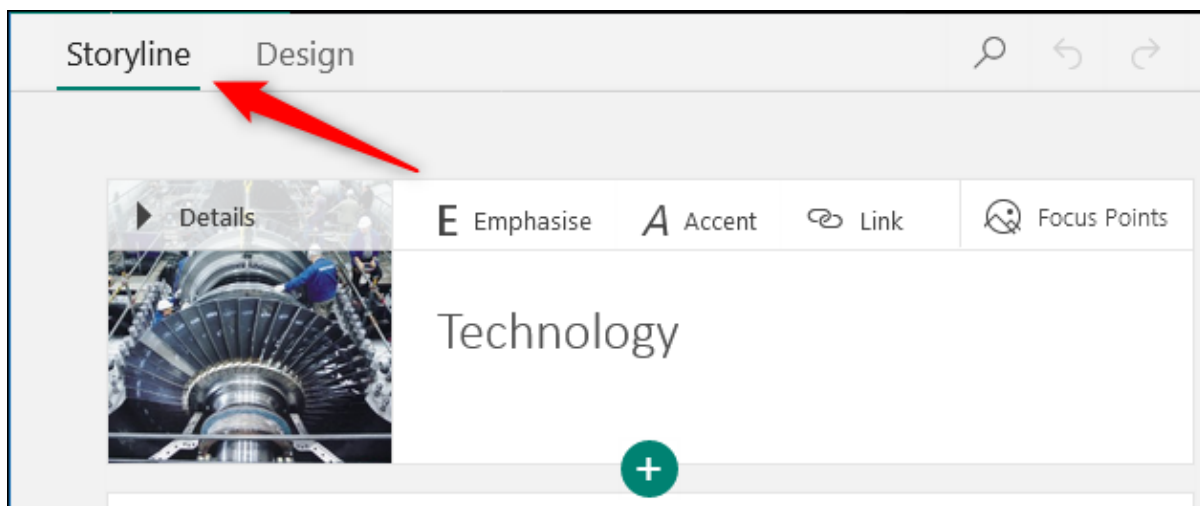 Storyline Design
Details E Emphasise A Accent Link Focus Points
Technology